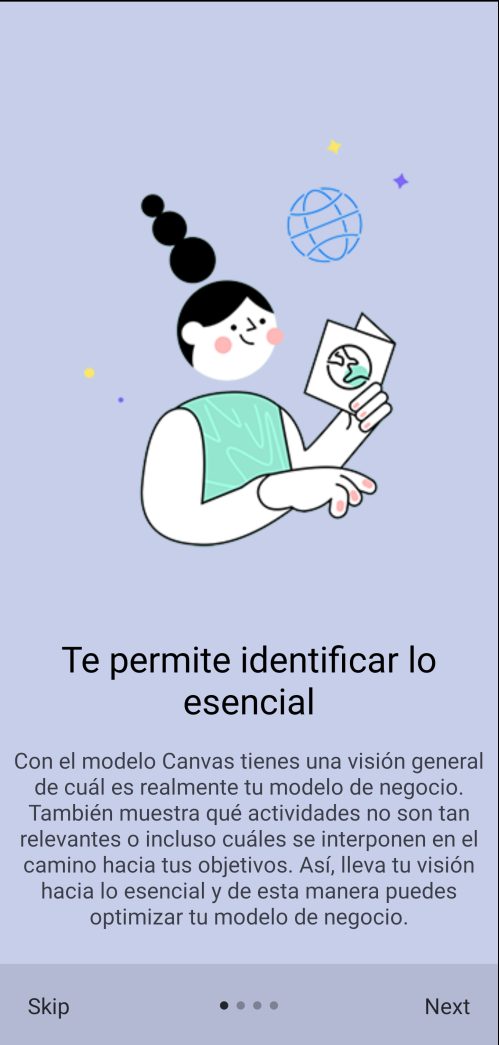 Te permite identificar lo
esencial
Con el modelo Canvas tienes una visión general
de cuál es realmente tu modelo de negocio.
También muestra qué actividades no son tan
relevantes o incluso cuáles se interponen en el
camino hacia tus objetivos. Así, lleva tu visión
hacia lo esencial y de esta manera puedes
optimizar tu modelo de negocio.
Skip
Next